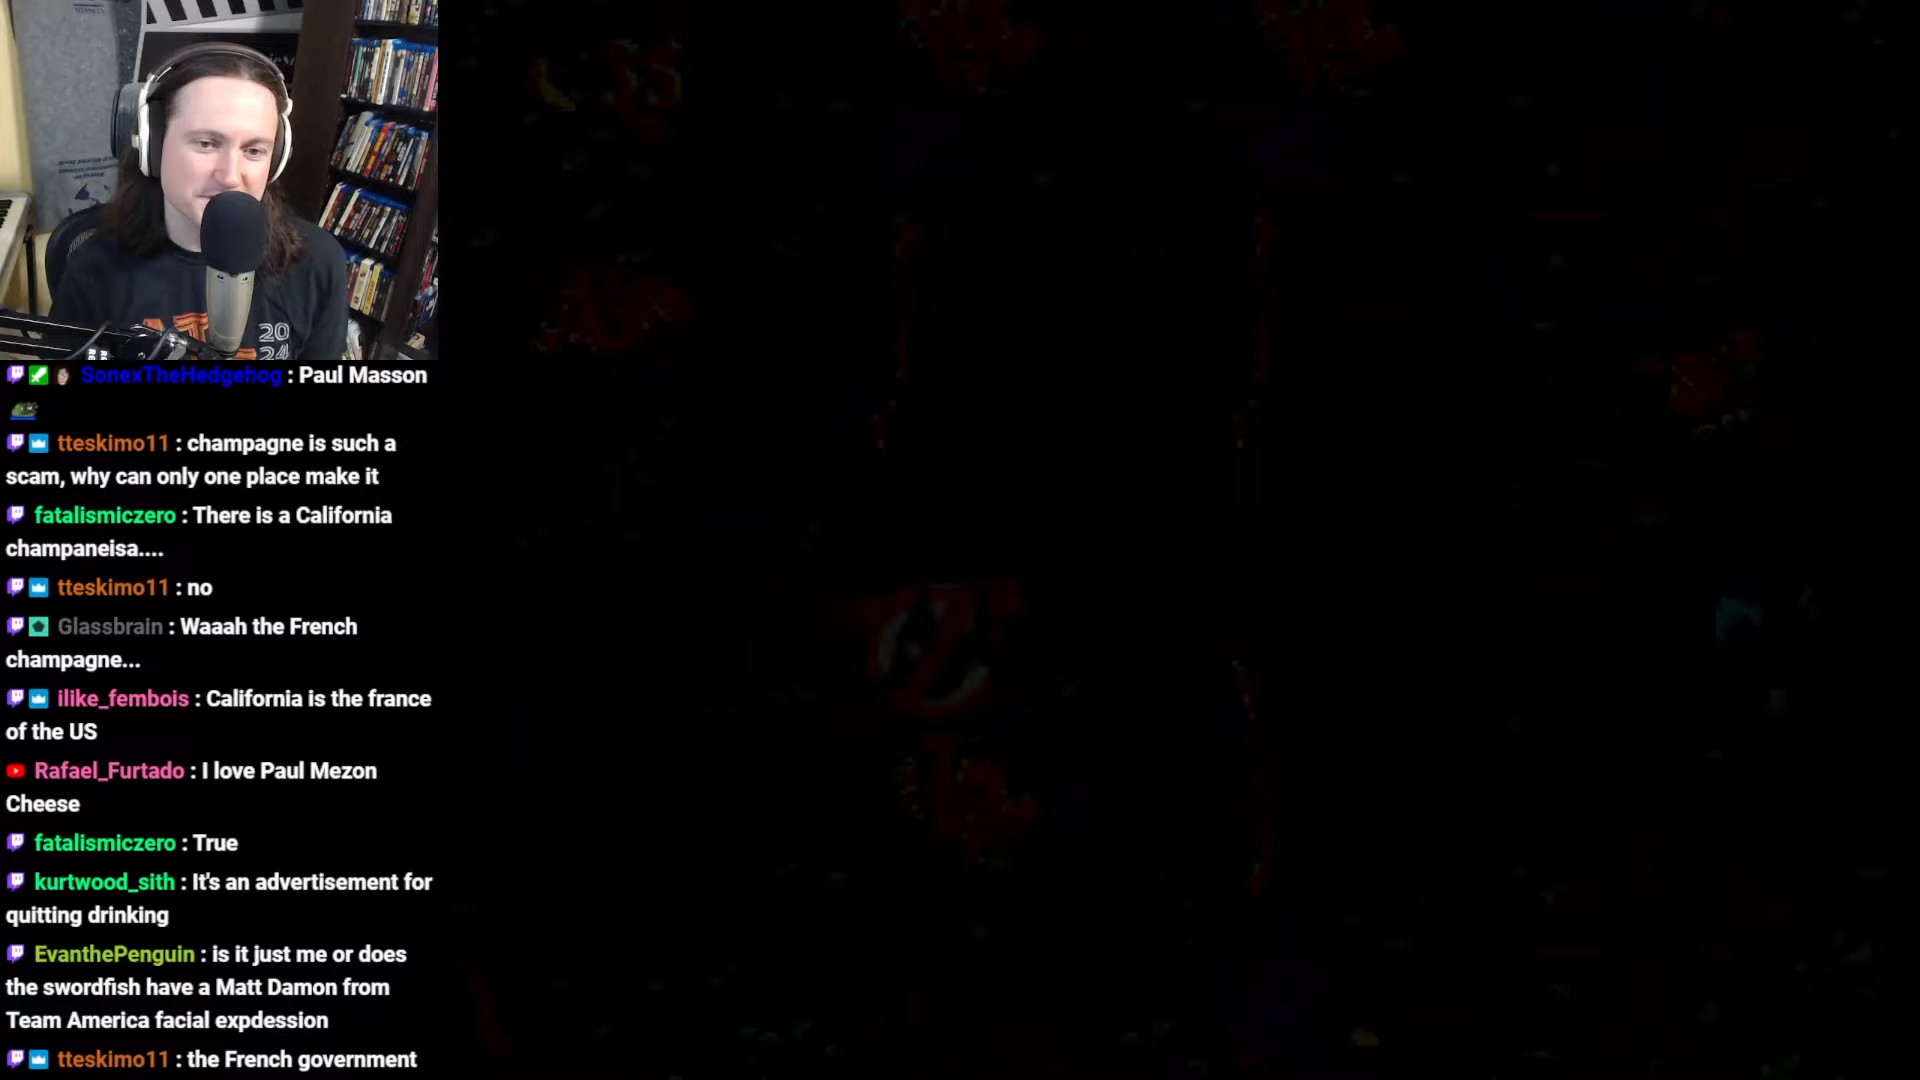 20
24
SonexTheHedgehog : Paul Masson
tteskimo11 : champagne is such a
scam, why can only one place make it
fatalismiczero : There is a California
champaneisa....
tteskimo11 : no
Glassbrain : Waaah the French
champagne...
ilike_fembois : California is the france
of the US
Rafael_Furtado : I love Paul Mezon
Cheese
fatalismiczero : True
kurtwood_sith : It's an advertisement for
quitting drinking
EvanthePenguin : is it just me or does
the swordfish have a Matt Damon from
Team America facial expdession
tteskimo11 : the French government